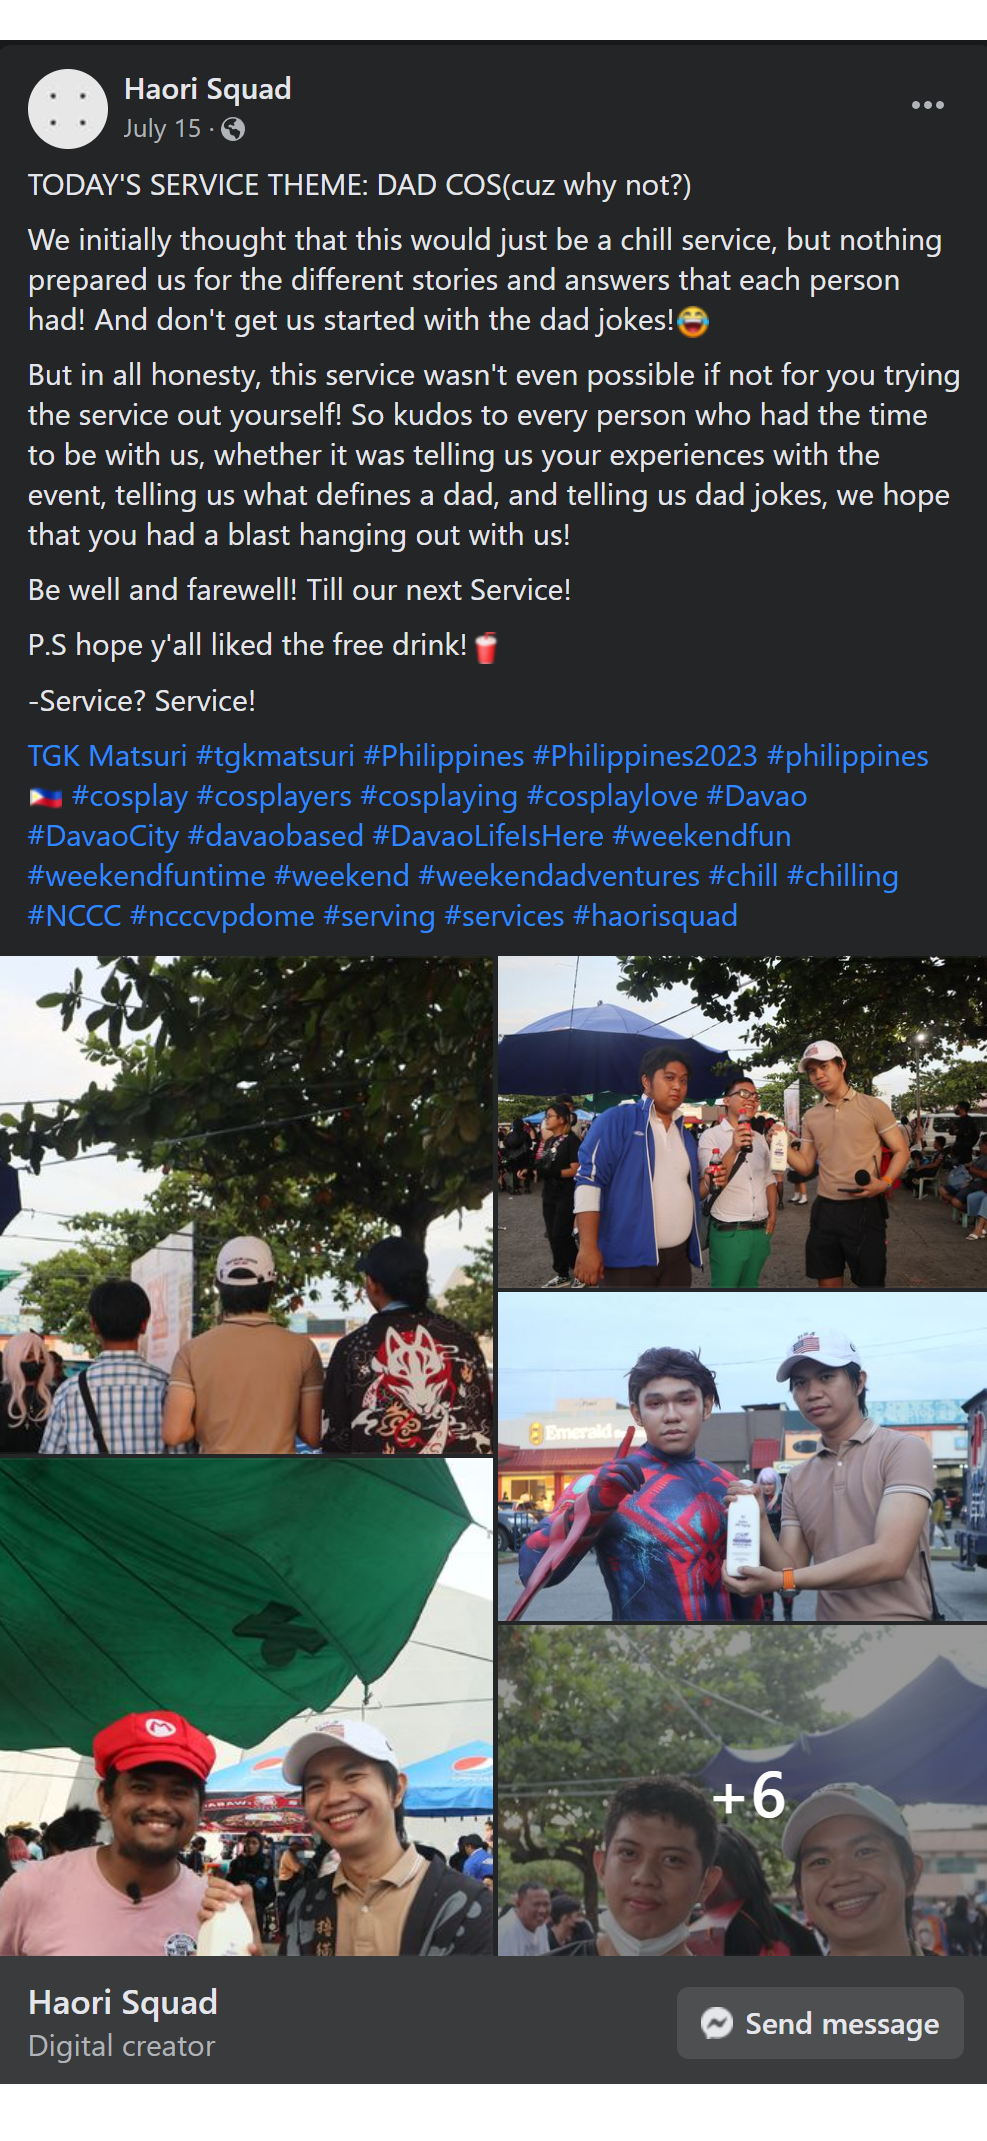 Haori Squad
July 15 ·
TODAY'S SERVICE THEME: DAD COS(cuz why not?)
We initially thought that this would just be a chill service, but nothing
prepared us for the different stories and answers that each person
had! And don't get us started with the dad jokes!😂
But in all honesty, this service wasn't even possible if not for you trying
the service out yourself! So kudos to every person who had the time
to be with us, whether it was telling us your experiences with the
event, telling us what defines a dad, and telling us dad jokes, we hope
that you had a blast hanging out with us!
Be well and farewell! Till our next Service!
P.S hope y'all liked the free drink!🥤
-Service? Service!
TGK Matsuri #tgkmatsuri #Philippines #Philippines2023 #philippines
🇵🇭 #cosplay #cosplayers #cosplaying #cosplaylove #Davao
#DavaoCity #davaobased #DavaoLifeIsHere #weekendfun
#weekendfuntime #weekend #weekendadventures #chill #chilling
#NCCC #ncccvpdome #serving #services #haorisquad
Emerald
M
+6
Haori Squad
Digital creator
Send message